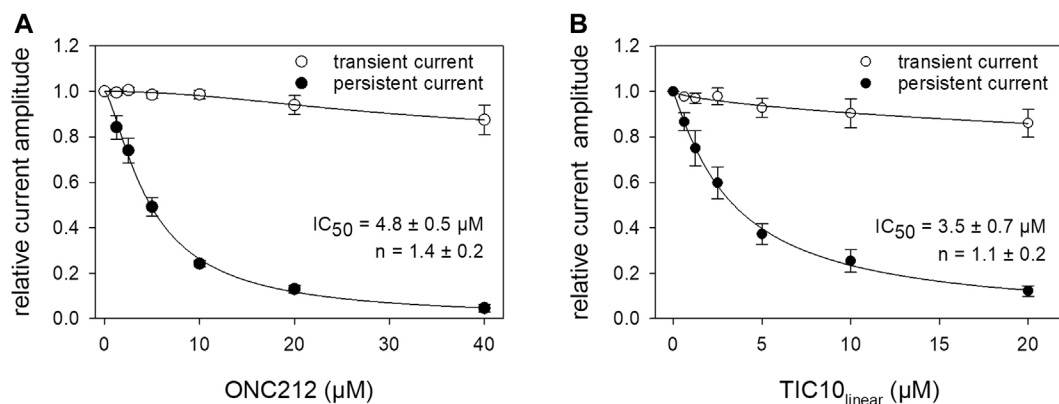 A
relative current amplitude
1.2
1.0
0.8
0.6
0.4
0.2
0.0
transient current
persistent current
IC50 = 4.8 ± 0.5 µM
n = 1.4 ± 0.2
0 10 20 30 40
ONC212 (µM)
B
relative current amplitude
1.2
1.0
0.8
0.6
0.4
0.2
0.0
transient current
persistent current
IC50 = 3.5 ± 0.7 µM
n = 1.1 ± 0.2
0 5 10 15 20
TIC10linear (µM)